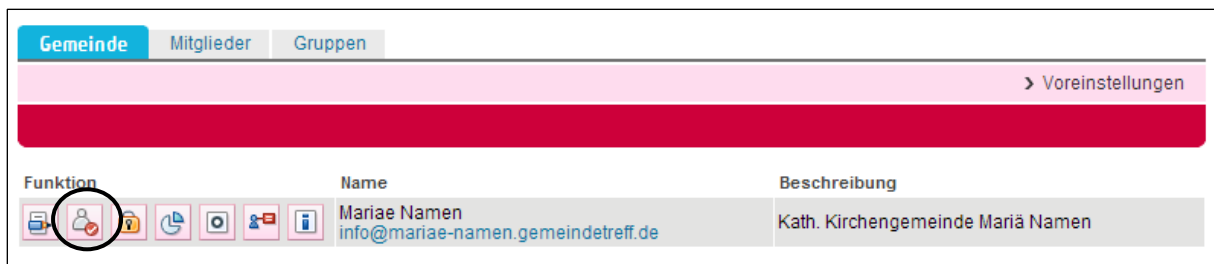 Gemeinde Mitglieder Gruppen
› Voreinstellungen
Funktion Name Beschreibung
Mariae Namen
info@mariae-namen.gemeindetreff.de
Kath. Kirchengemeinde Mariä Namen